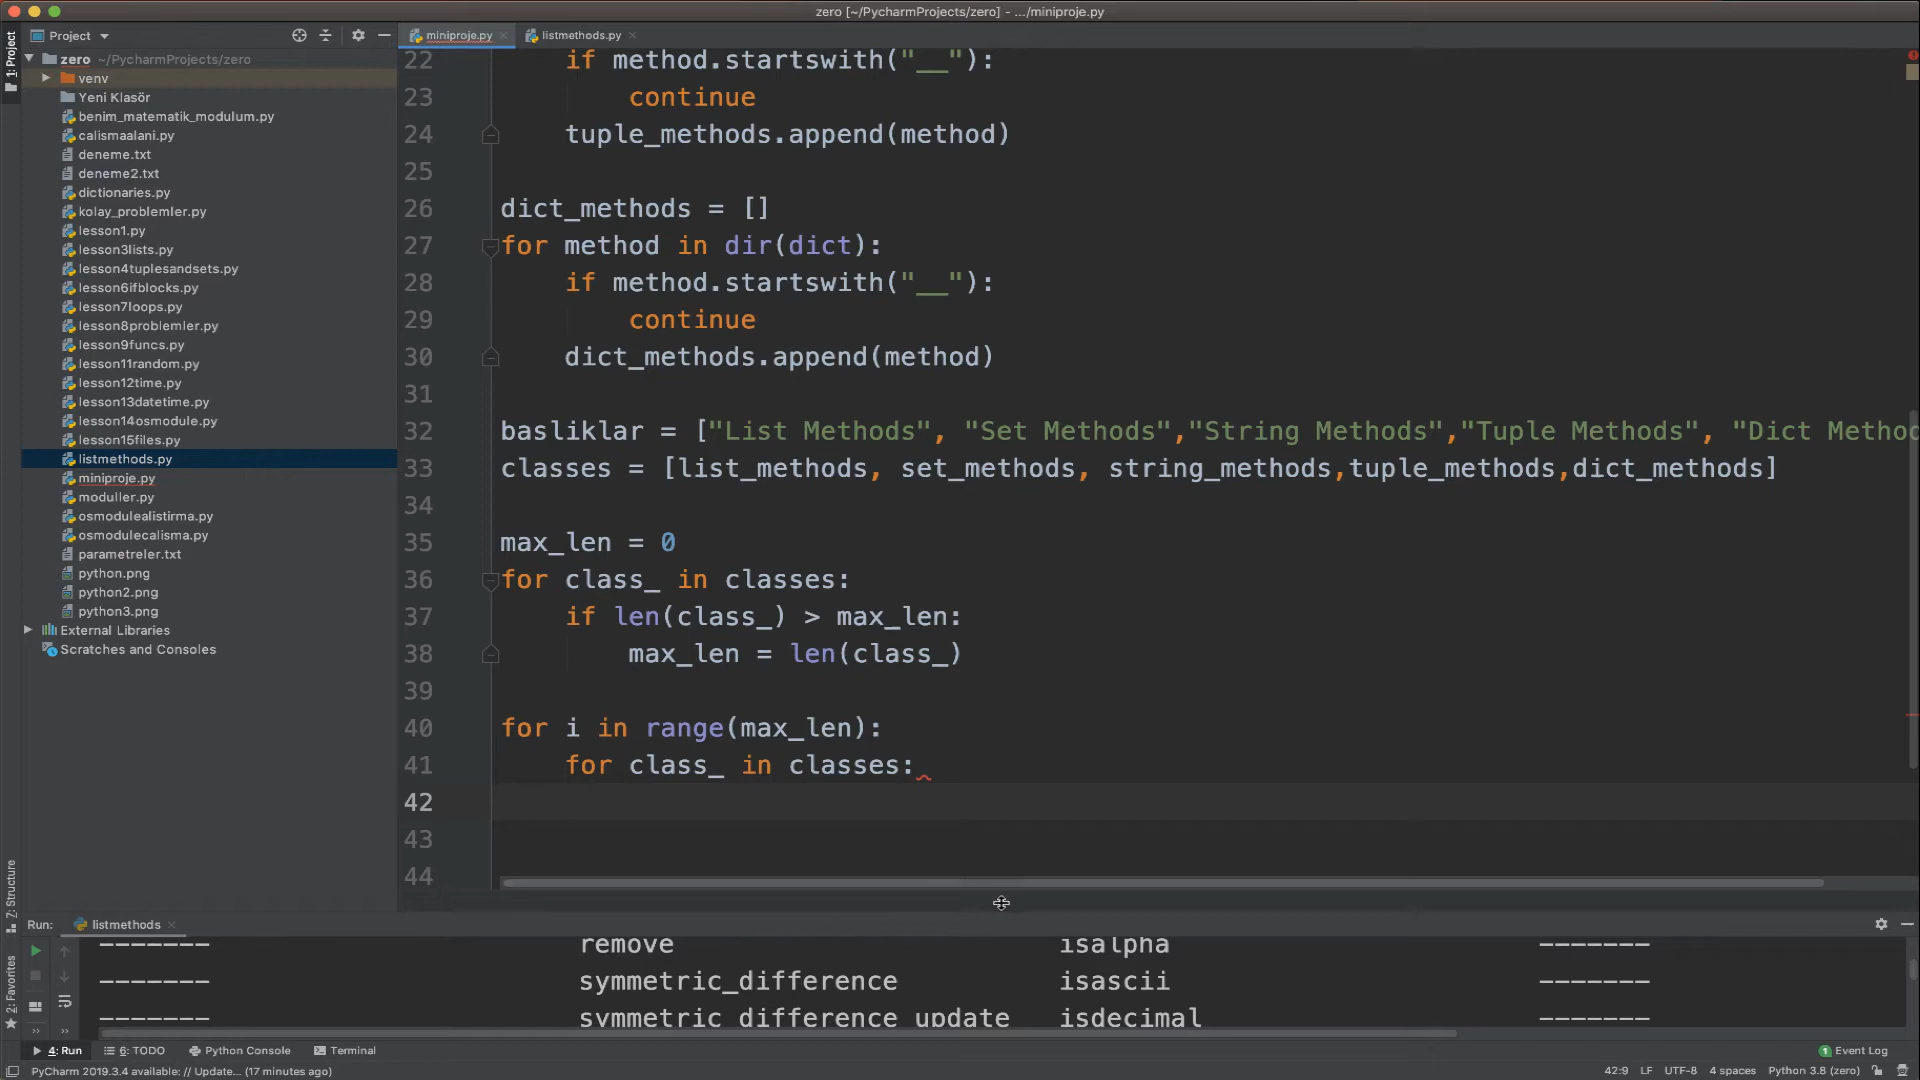 zero [~/PycharmProjects/zero] - .../miniproje.py
Project
miniproje.py
listmethods.py
1: Project
zero ~/PycharmProjects/zero
venv
Yeni Klasör
benim_matematik_modulum.py
calismaalani.py
deneme.txt
deneme2.txt
dictionaries.py
kolay_problemler.py
lesson1.py
lesson3lists.py
lesson4tuplesandsets.py
lesson6ifblocks.py
lesson7loops.py
lesson8problemler.py
lesson9funcs.py
lesson11random.py
lesson12time.py
lesson13datetime.py
lesson14osmodule.py
lesson15files.py
listmethods.py
miniproje.py
moduller.py
osmodulealistirma.py
osmodulecalisma.py
parametreler.txt
python.png
python2.png
python3.png
External Libraries
Scratches and Consoles
22 if method.startswith("__"):
23 continue
24 tuple_methods.append(method)
25
26 dict_methods = []
27 for method in dir(dict):
28 if method.startswith("__"):
29 continue
30 dict_methods.append(method)
31
32 basliklar = ["List Methods", "Set Methods","String Methods","Tuple Methods", "Dict Metho
33 classes = [list_methods, set_methods, string_methods,tuple_methods,dict_methods]
34
35 max_len = 0
36 for class_ in classes:
37 if len(class_) > max_len:
38 max_len = len(class_)
39
40 for i in range(max_len):
41 for class_ in classes:
42
43
44
7: Structure
2: Favorites
Run: listmethods
------- remove isalpha -------
------- symmetric_difference isascii -------
------- symmetric_difference_update isdecimal -------
4: Run
6: TODO
Python Console
Terminal
1 Event Log
PyCharm 2019.3.4 available: // Update... (17 minutes ago)
42:9 LF UTF-8 4 spaces Python 3.8 (zero)